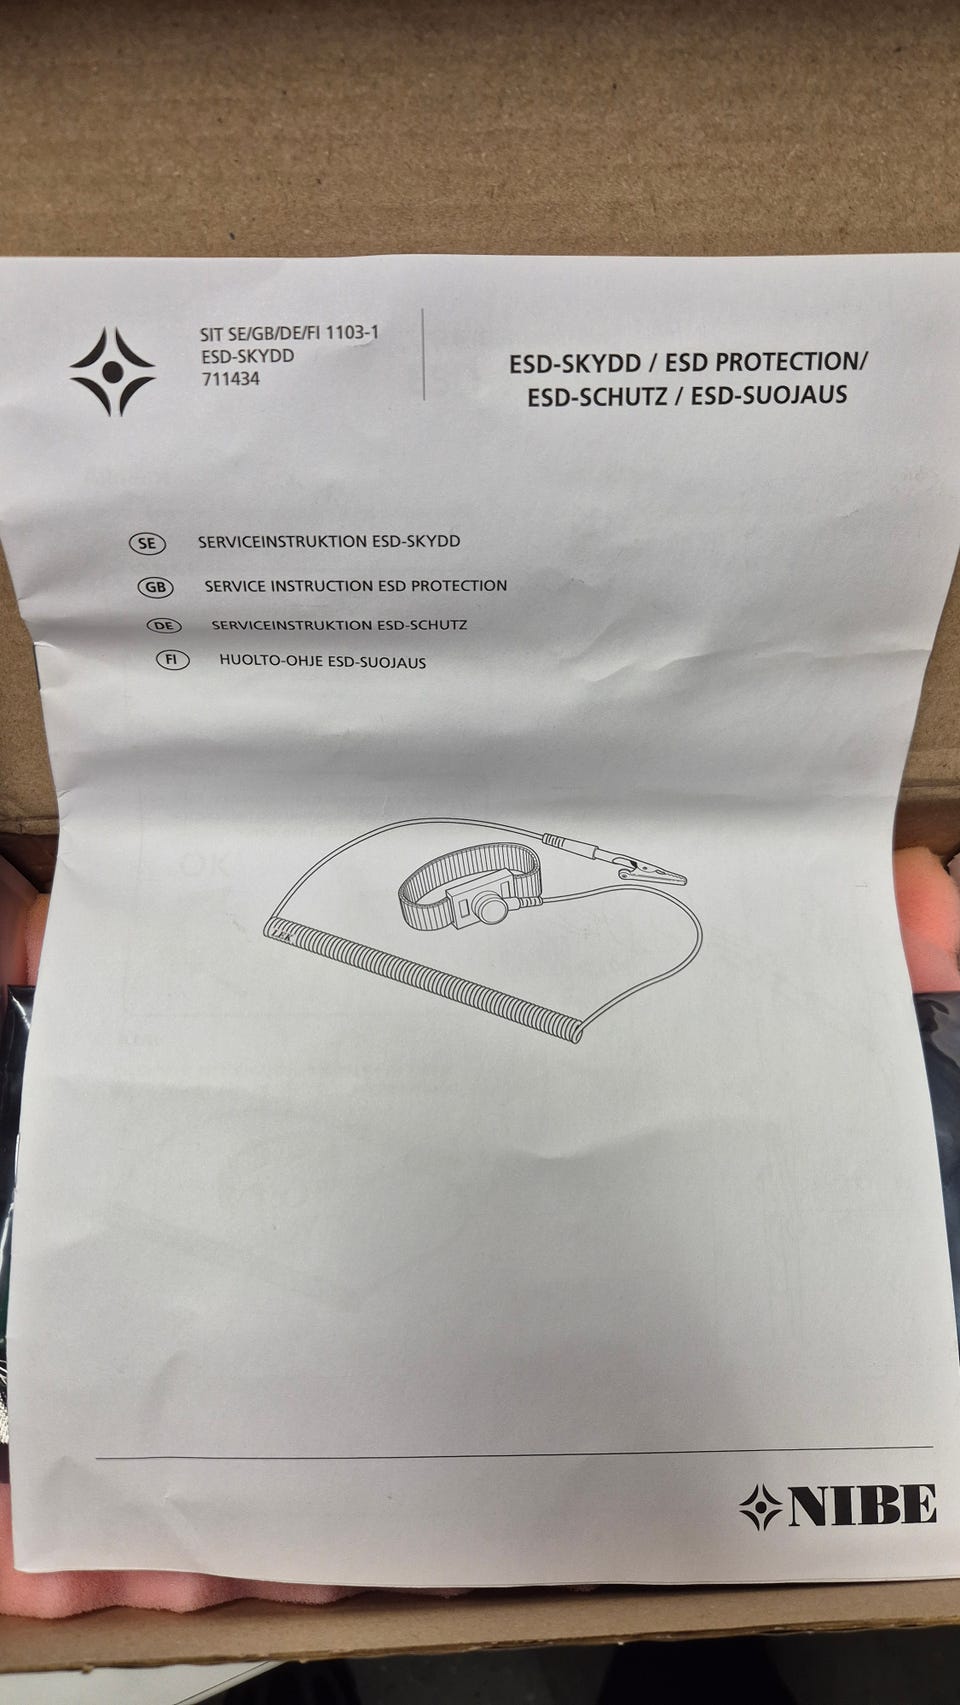 SIT SE/GB/DE/FI 1103-1
ESD-SKYDD
711434
ESD-SKYDD / ESD PROTECTION/
ESD-SCHUTZ / ESD-SUOJAUS
SE SERVICEINSTRUKTION ESD-SKYDD
GB SERVICE INSTRUCTION ESD PROTECTION
DE SERVICEINSTRUKTION ESD-SCHUTZ
FI HUOLTO-OHJE ESD-SUOJAUS
LEK
NIBE